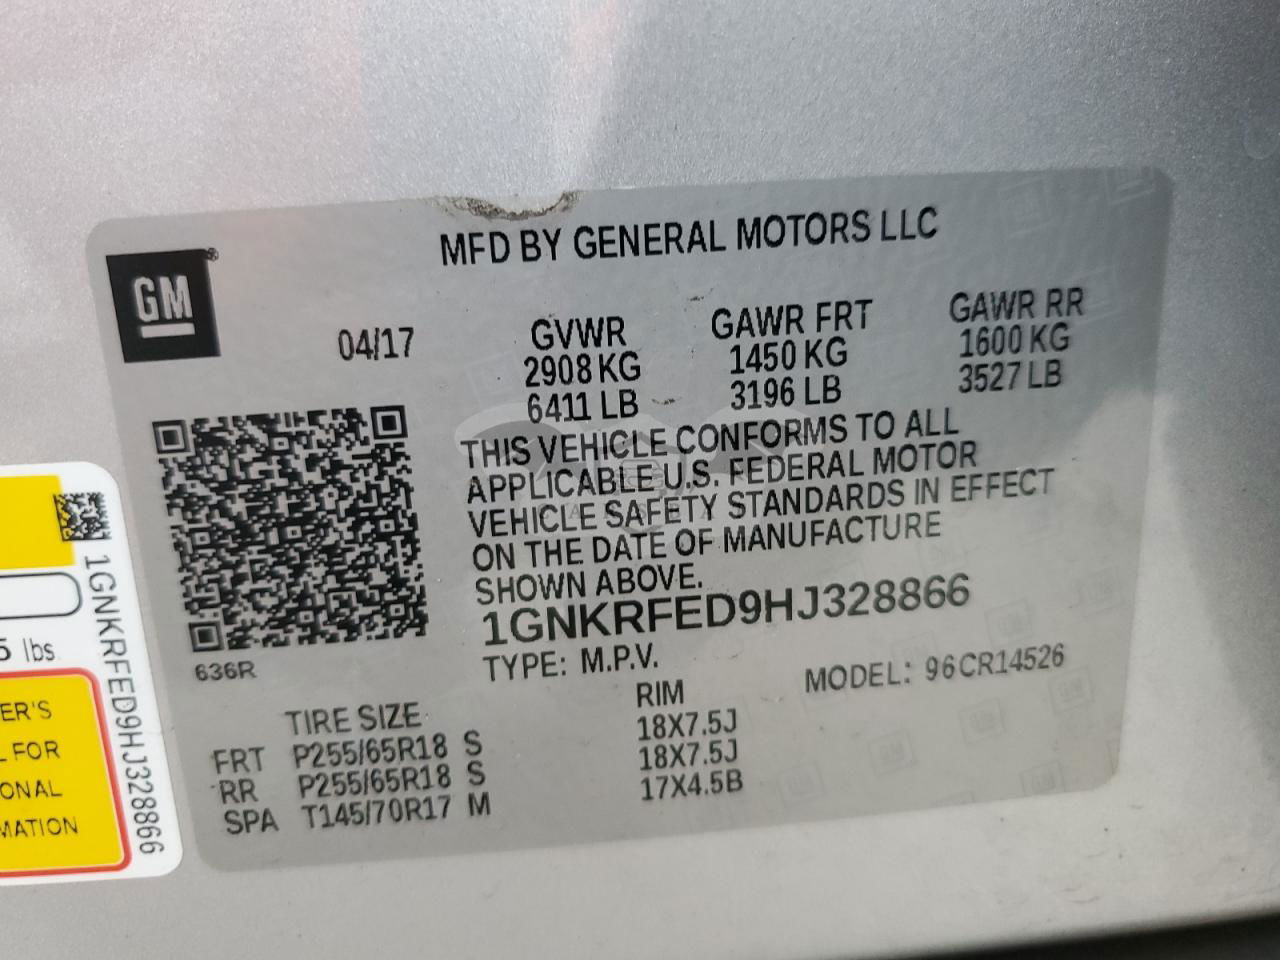 MFD BY GENERAL MOTORS LLC
GM
04/17
GVWR
2908 KG
6411 LB
GAWR FRT
1450 KG
3196 LB
GAWR RR
1600 KG
3527 LB
THIS VEHICLE CONFORMS TO ALL
APPLICABLE U.S. FEDERAL MOTOR
VEHICLE SAFETY STANDARDS IN EFFECT
ON THE DATE OF MANUFACTURE
SHOWN ABOVE.
1GNKRFED9HJ328866
TYPE: M.P.V.
MODEL: 96CR14526
636R
TIRE SIZE
RIM
FRT P255/65R18 S 18X7.5J
RR P255/65R18 S 18X7.5J
SPA T145/70R17 M 17X4.5B
1GNKRFED9HJ328866
5 lbs
ER'S
L FOR
ONAL
MATION